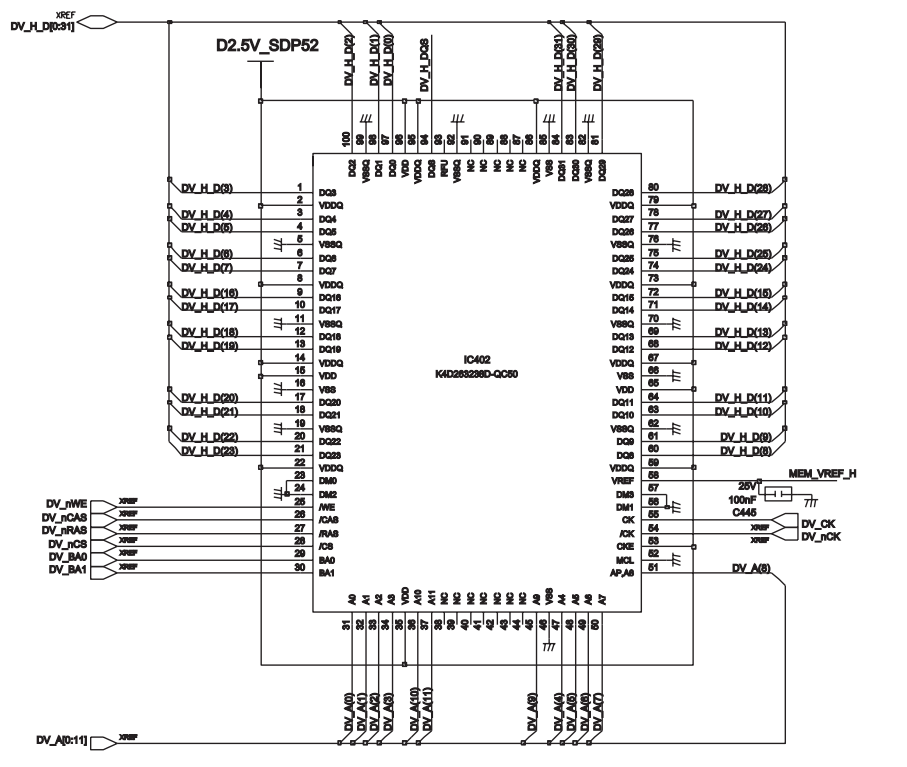 XREF
DV_H_D[0:31]
D2.5V_SDP52
DV_H_D(2)
DV_H_D(1)
DV_H_D(0)
DV_H_DQS
DV_H_D(31)
DV_H_D(30)
DV_H_D(29)
100 99 98 97 96 95 94 93 92 91 90 89 88 87 86 85 84 83 82 81
DQ2 VSSQ DQ1 DQ0 VDD VDDQ DQS RFU VSSQ NC NC NC NC NC VDDQ VSS DQ31 DQ30 VSSQ DQ29
DV_H_D(3) 1 DQ3 DQ28 80 DV_H_D(28)
2 VDDQ VDDQ 79
DV_H_D(4) 3 DQ4 DQ27 78 DV_H_D(27)
DV_H_D(5) 4 DQ5 DQ26 77 DV_H_D(26)
5 VSSQ VSSQ 76
DV_H_D(6) 6 DQ6 DQ25 75 DV_H_D(25)
DV_H_D(7) 7 DQ7 DQ24 74 DV_H_D(24)
8 VDDQ VDDQ 73
DV_H_D(16) 9 DQ16 DQ15 72 DV_H_D(15)
DV_H_D(17) 10 DQ17 DQ14 71 DV_H_D(14)
11 VSSQ VSSQ 70
DV_H_D(18) 12 DQ18 DQ13 69 DV_H_D(13)
DV_H_D(19) 13 DQ19 DQ12 68 DV_H_D(12)
14 VDDQ VDDQ 67
IC402
K4D263238D-QC50
15 VDD VSS 66
16 VSS VDD 65
DV_H_D(20) 17 DQ20 DQ11 64 DV_H_D(11)
DV_H_D(21) 18 DQ21 DQ10 63 DV_H_D(10)
19 VSSQ VSSQ 62
DV_H_D(22) 20 DQ22 DQ9 61 DV_H_D(9)
DV_H_D(23) 21 DQ23 DQ8 60 DV_H_D(8)
22 VDDQ VDDQ 59
23 DM0 VREF 58 MEM_VREF_H
24 DM2 DM3 57 25V
100nF
C445
DV_nWE XREF 25 /WE DM1 56
DV_nCAS XREF 26 /CAS CK 55 DV_CK
DV_nRAS XREF 27 /RAS /CK 54 XREF DV_nCK
DV_nCS XREF 28 /CS CKE 53 XREF
DV_BA0 XREF 29 BA0 MCL 52
DV_BA1 XREF 30 BA1 AP,A8 51 DV_A(8)
A0 A1 A2 A3 VDD A10 A11 NC NC NC NC NC NC NC A9 VSS A4 A5 A6 A7
31 32 33 34 35 36 37 38 39 40 41 42 43 44 45 46 47 48 49 50
DV_A(0)
DV_A(1)
DV_A(2)
DV_A(3)
DV_A(10)
DV_A(11)
DV_A(9)
DV_A(4)
DV_A(5)
DV_A(6)
DV_A(7)
DV_A[0:11] XREF